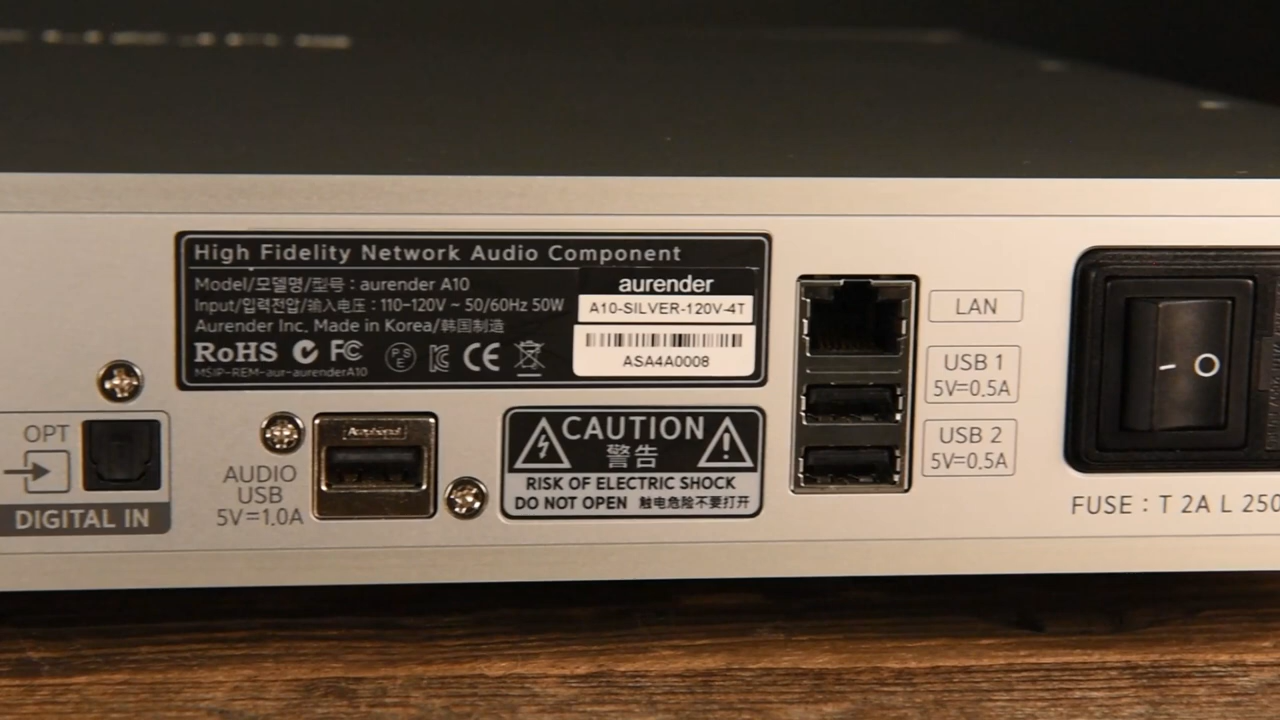 High Fidelity Network Audio Component
Model/모델명/型号 : aurender A10
Input/입력전압/输入电压 : 110~120V ~ 50/60Hz 50W
Aurender Inc. Made in Korea/韩国制造
RoHS FC PSE CE
MSIP-REM-aur-aurenderA10
aurender
A10-SILVER-120V-4T
ASA4A0008
OPT
DIGITAL IN
AUDIO
USB
5V=1.0A
CAUTION
警告
RISK OF ELECTRIC SHOCK
DO NOT OPEN 触电危险不要打开
LAN
USB 1
5V=0.5A
USB 2
5V=0.5A
FUSE : T 2A L 250